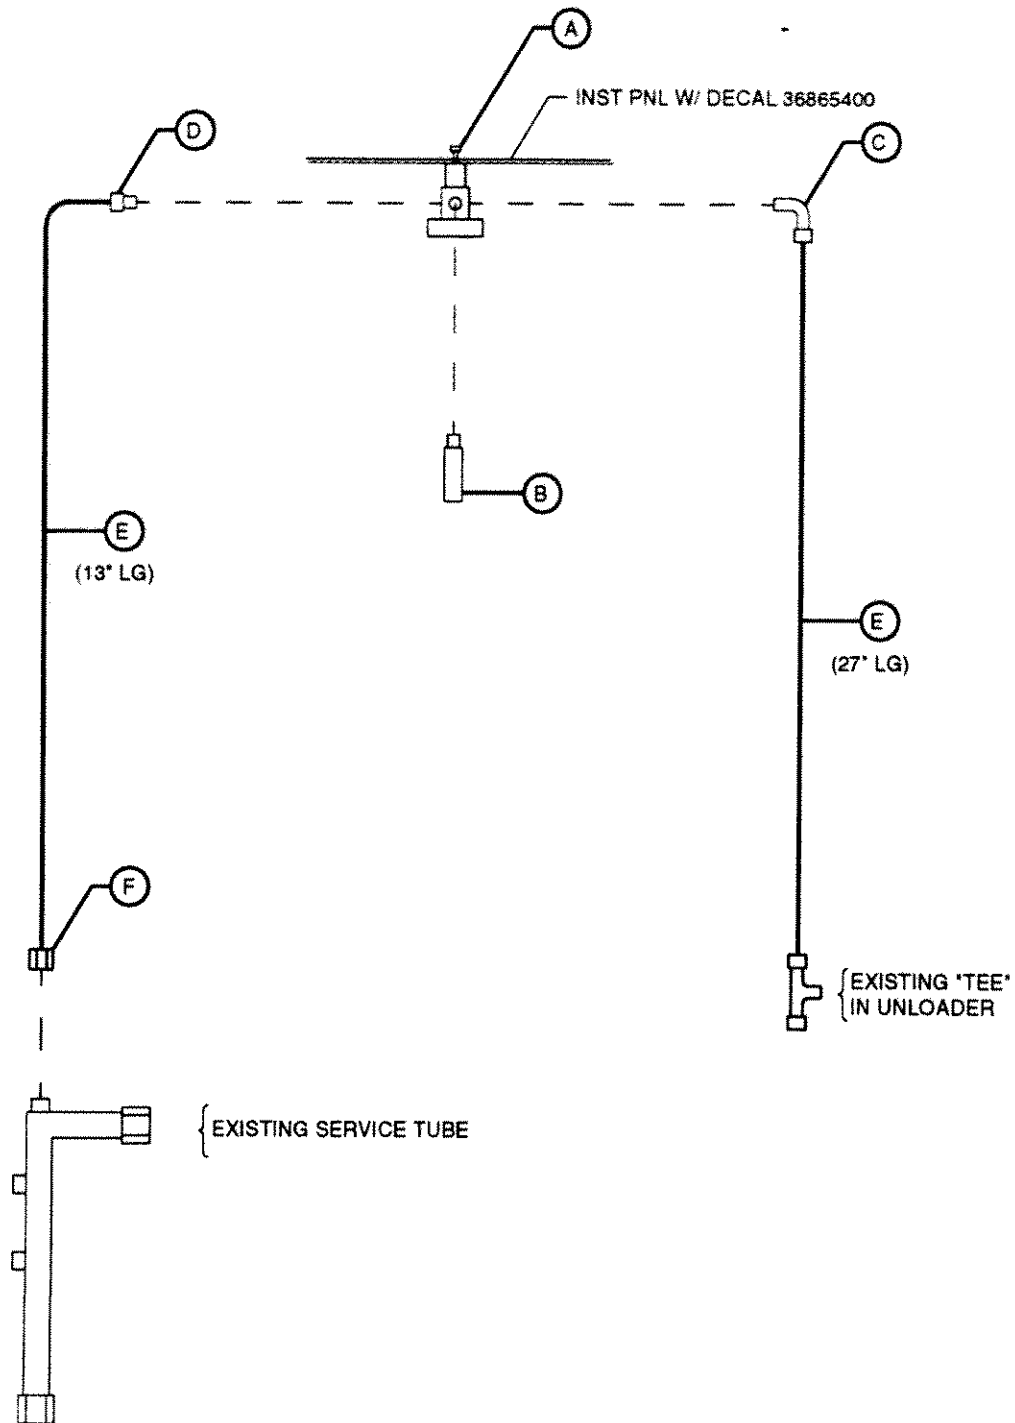 A
INST PNL W/ DECAL 36865400
D
C
B
E
(13" LG)
E
(27" LG)
F
EXISTING "TEE"
IN UNLOADER
EXISTING SERVICE TUBE